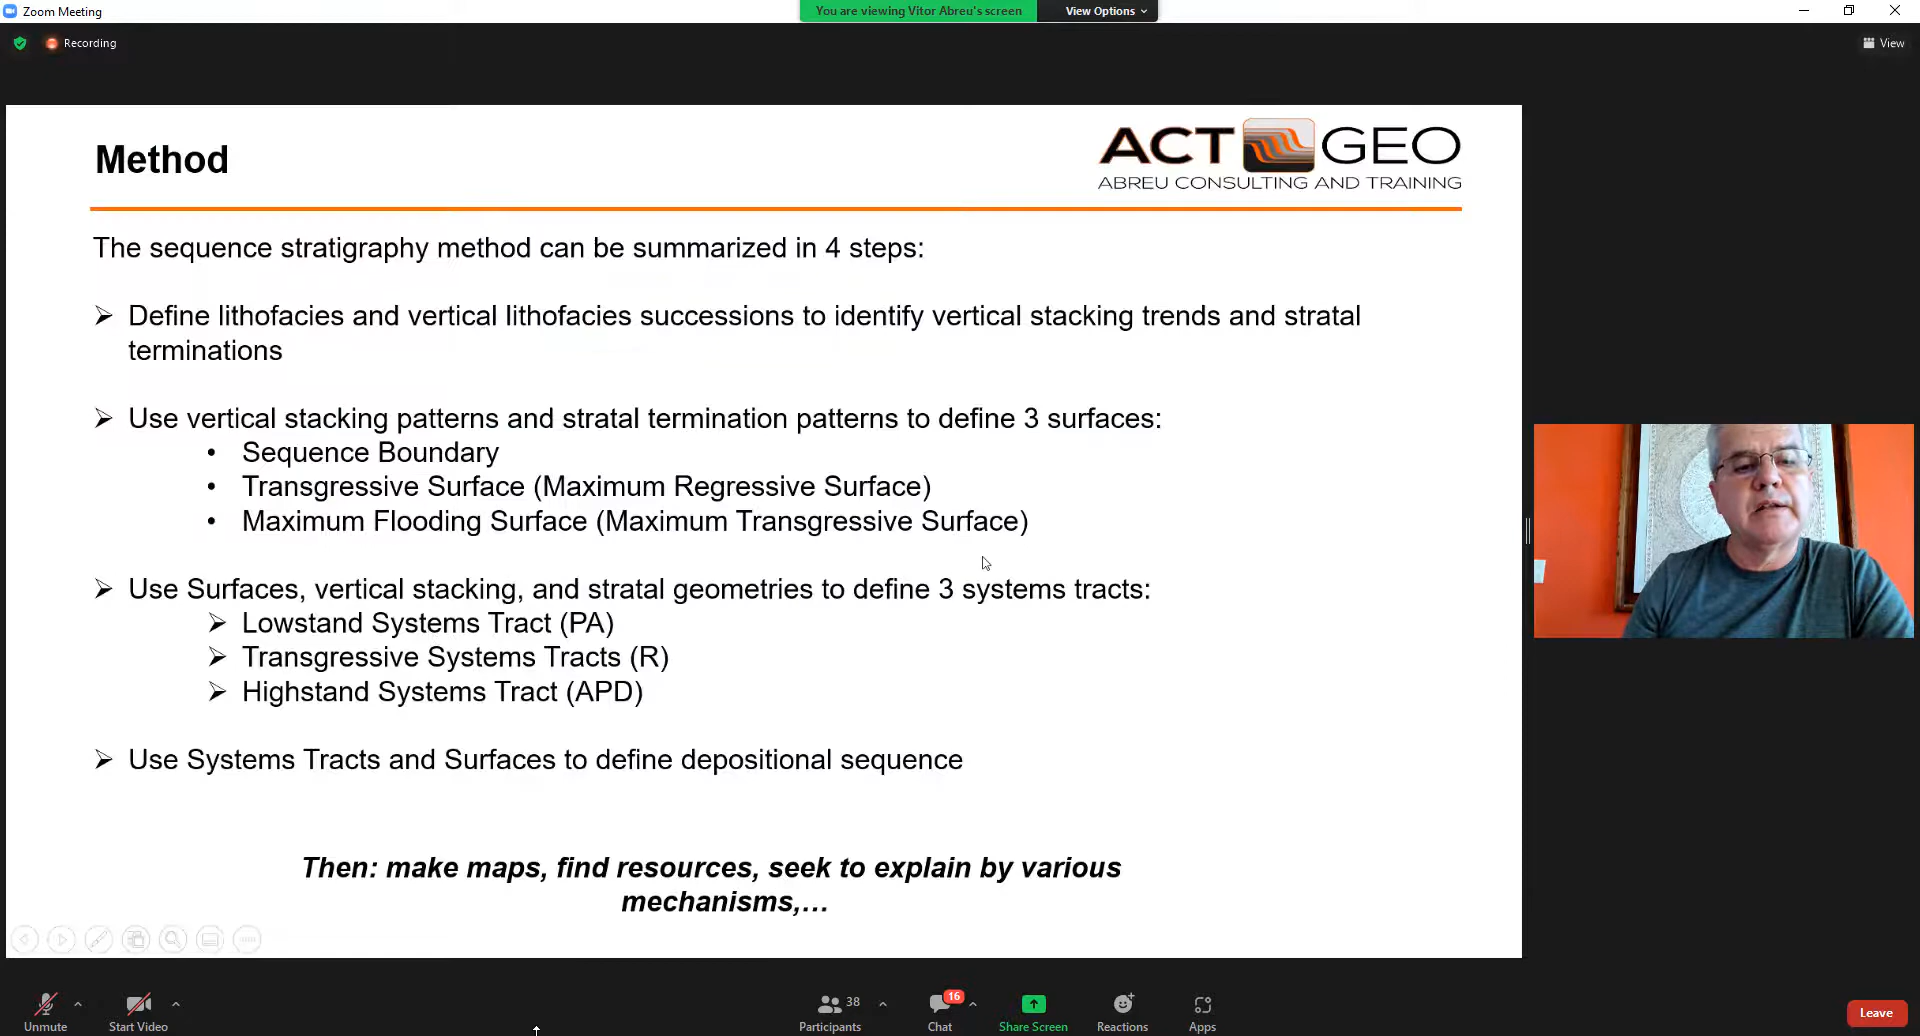 Zoom Meeting
You are viewing Vitor Abreu's screen
View Options
Recording
View
Method
ACT GEO
ABREU CONSULTING AND TRAINING
The sequence stratigraphy method can be summarized in 4 steps:
➢ Define lithofacies and vertical lithofacies successions to identify vertical stacking trends and stratal
terminations
➢ Use vertical stacking patterns and stratal termination patterns to define 3 surfaces:
• Sequence Boundary
• Transgressive Surface (Maximum Regressive Surface)
• Maximum Flooding Surface (Maximum Transgressive Surface)
➢ Use Surfaces, vertical stacking, and stratal geometries to define 3 systems tracts:
➢ Lowstand Systems Tract (PA)
➢ Transgressive Systems Tracts (R)
➢ Highstand Systems Tract (APD)
➢ Use Systems Tracts and Surfaces to define depositional sequence
Then: make maps, find resources, seek to explain by various
mechanisms,…
Unmute
Start Video
38
Participants
16
Chat
Share Screen
Reactions
Apps
Leave